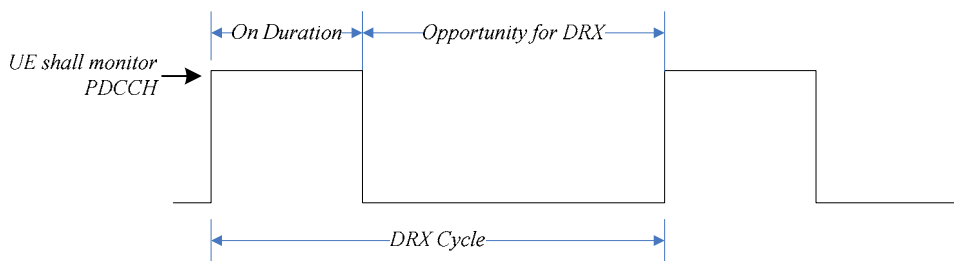 On Duration
Opportunity for DRX
UE shall monitor
PDCCH
DRX Cycle